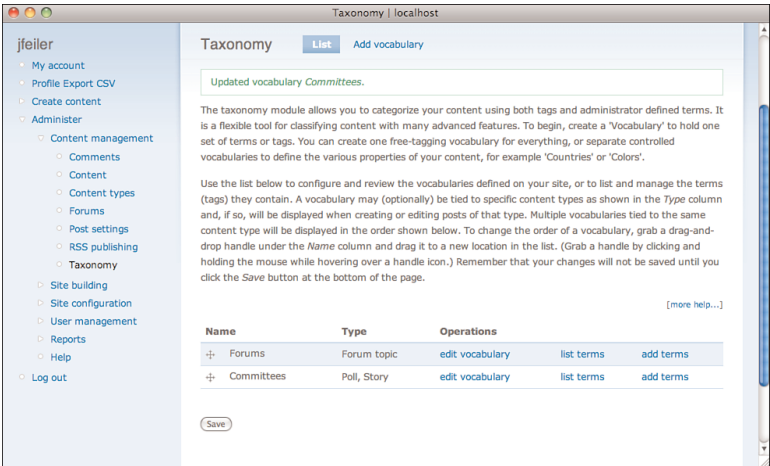 Taxonomy | localhost
jfeiler
My account
Profile Export CSV
Create content
Administer
Content management
Comments
Content
Content types
Forums
Post settings
RSS publishing
Taxonomy
Site building
Site configuration
User management
Reports
Help
Log out
Taxonomy List Add vocabulary
Updated vocabulary Committees.
The taxonomy module allows you to categorize your content using both tags and administrator defined terms. It
is a flexible tool for classifying content with many advanced features. To begin, create a 'Vocabulary' to hold one
set of terms or tags. You can create one free-tagging vocabulary for everything, or separate controlled
vocabularies to define the various properties of your content, for example 'Countries' or 'Colors'.
Use the list below to configure and review the vocabularies defined on your site, or to list and manage the terms
(tags) they contain. A vocabulary may (optionally) be tied to specific content types as shown in the Type column
and, if so, will be displayed when creating or editing posts of that type. Multiple vocabularies tied to the same
content type will be displayed in the order shown below. To change the order of a vocabulary, grab a drag-and-
drop handle under the Name column and drag it to a new location in the list. (Grab a handle by clicking and
holding the mouse while hovering over a handle icon.) Remember that your changes will not be saved until you
click the Save button at the bottom of the page.
[more help...]
Name Type Operations
Forums Forum topic edit vocabulary list terms add terms
Committees Poll, Story edit vocabulary list terms add terms
Save